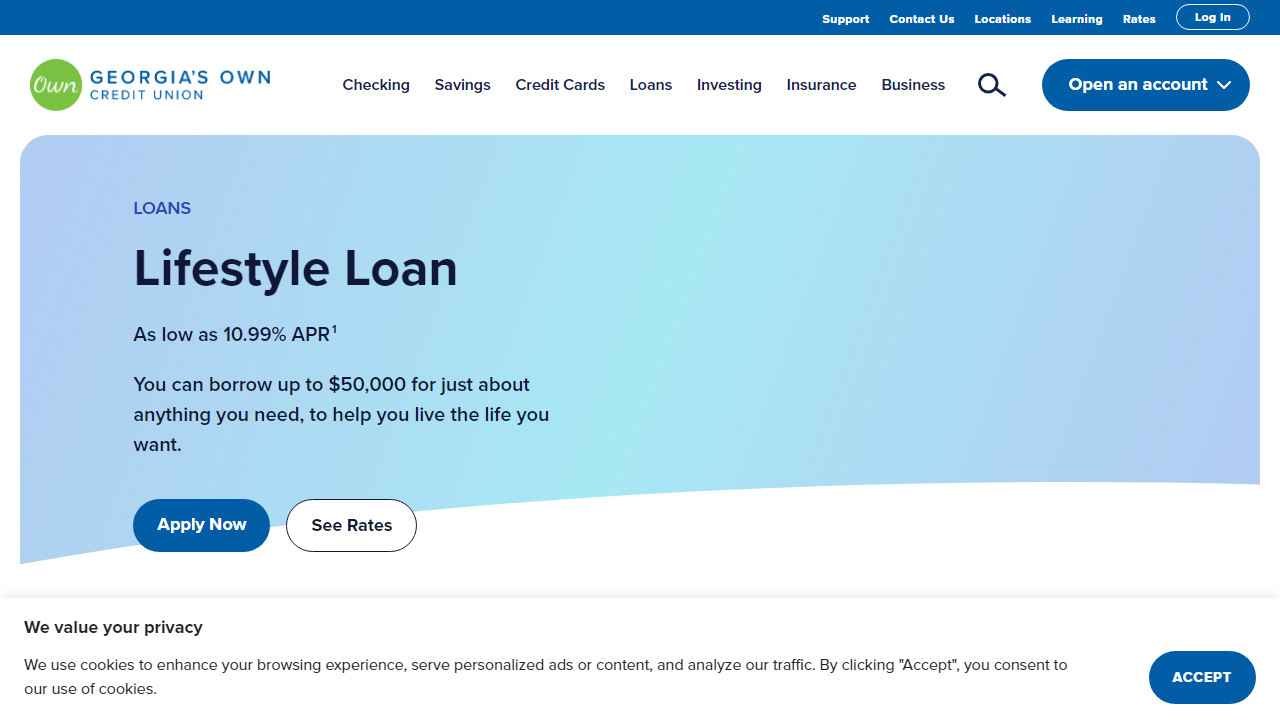 Support Contact Us Locations Learning Rates Log In
Own GEORGIA'S OWN
CREDIT UNION
Checking Savings Credit Cards Loans Investing Insurance Business Open an account
LOANS
Lifestyle Loan
As low as 10.99% APR¹
You can borrow up to $50,000 for just about
anything you need, to help you live the life you
want.
Apply Now See Rates
We value your privacy
We use cookies to enhance your browsing experience, serve personalized ads or content, and analyze our traffic. By clicking "Accept", you consent to
our use of cookies.
ACCEPT